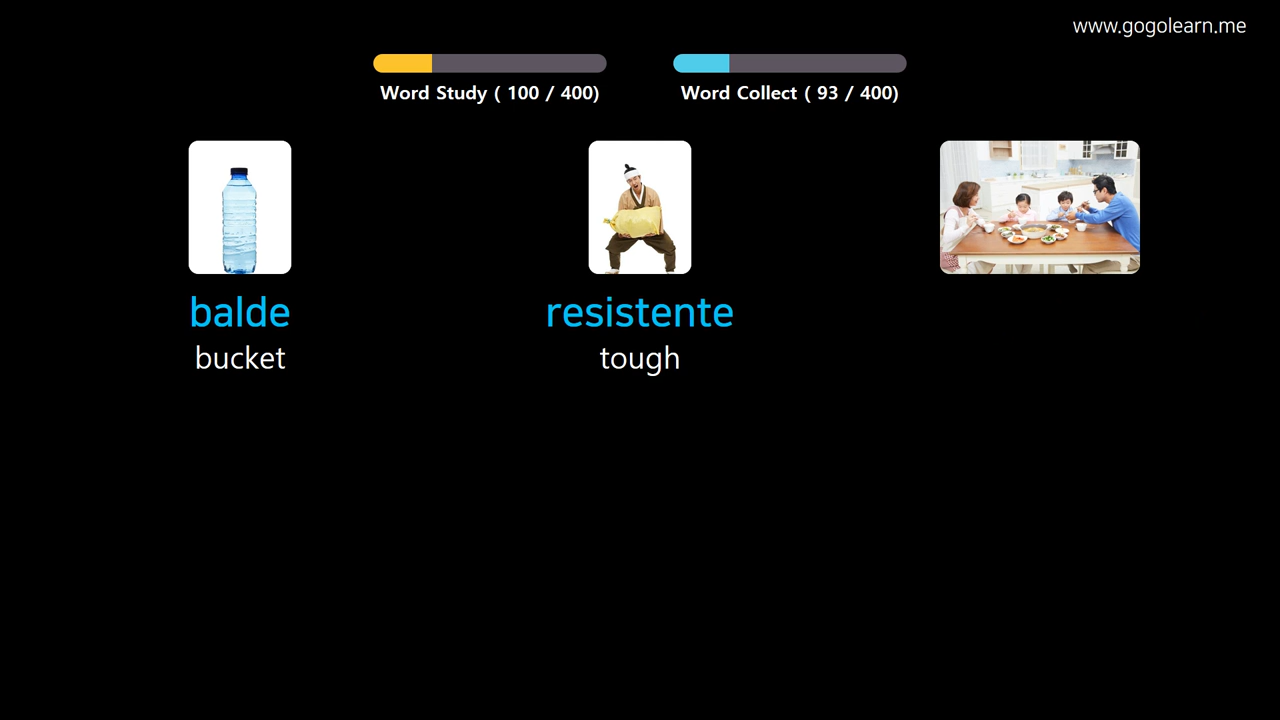 www.gogolearn.me
Word Study ( 100 / 400)
Word Collect ( 93 / 400)
balde
bucket
resistente
tough